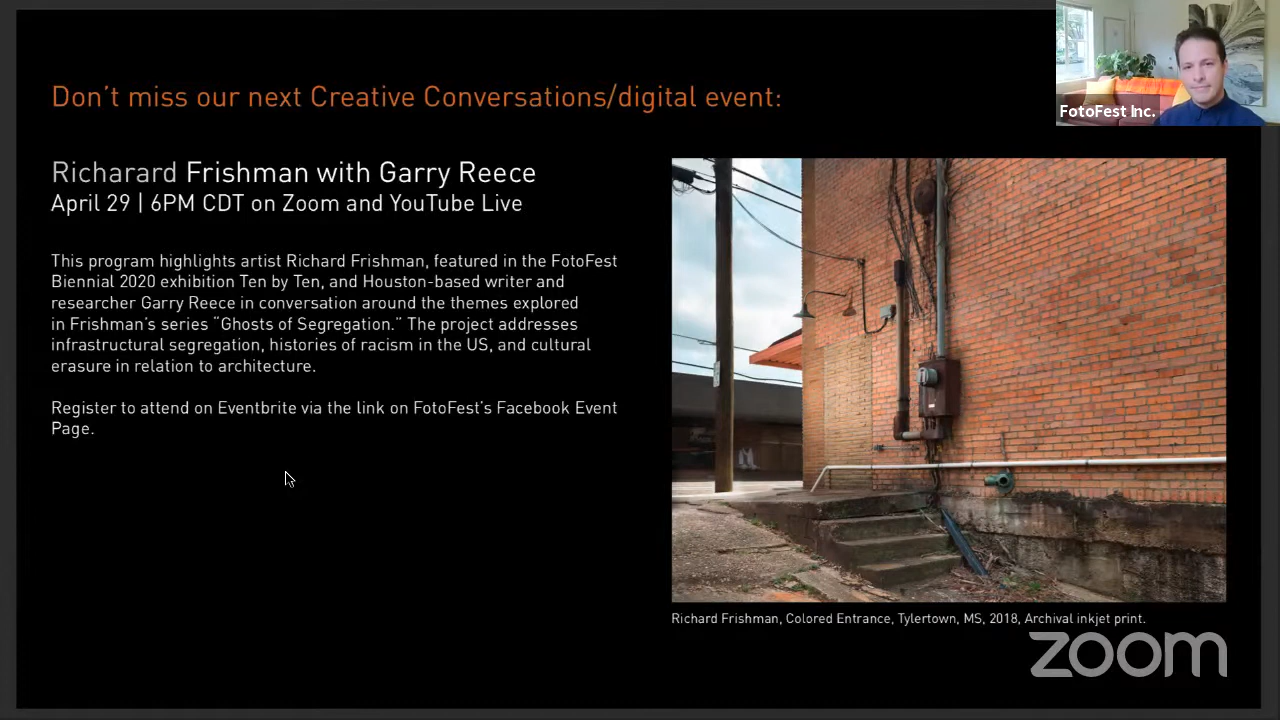 Don't miss our next Creative Conversations/digital event:
FotoFest Inc.
Richarard Frishman with Garry Reece
April 29 | 6PM CDT on Zoom and YouTube Live
This program highlights artist Richard Frishman, featured in the FotoFest
Biennial 2020 exhibition Ten by Ten, and Houston-based writer and
researcher Garry Reece in conversation around the themes explored
in Frishman's series "Ghosts of Segregation." The project addresses
infrastructural segregation, histories of racism in the US, and cultural
erasure in relation to architecture.
Register to attend on Eventbrite via the link on FotoFest's Facebook Event
Page.
Richard Frishman, Colored Entrance, Tylertown, MS, 2018, Archival inkjet print.
zoom